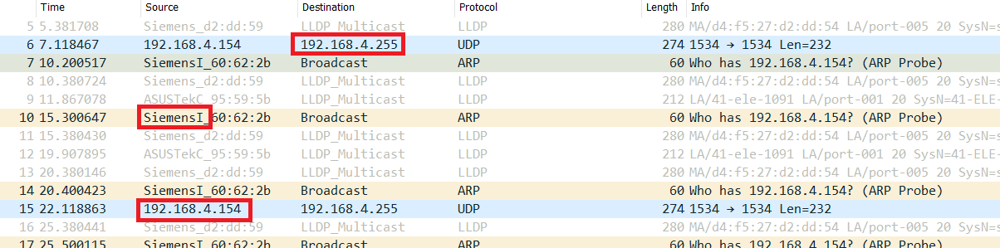 Time Source Destination Protocol Length Info
5 5.381708 Siemens_d2:dd:59 LLDP_Multicast LLDP 280 MA/d4:f5:27:d2:dd:54 LA/port-005 20 SysN=s
6 7.118467 192.168.4.154 192.168.4.255 UDP 274 1534 → 1534 Len=232
7 10.200517 SiemensI_60:62:2b Broadcast ARP 60 Who has 192.168.4.154? (ARP Probe)
8 10.380724 Siemens_d2:dd:59 LLDP_Multicast LLDP 280 MA/d4:f5:27:d2:dd:54 LA/port-005 20 SysN=s
9 11.867078 ASUSTekC_95:59:5b LLDP_Multicast LLDP 212 LA/41-ele-1091 LA/port-001 20 SysN=41-ELE-
10 15.300647 SiemensI_60:62:2b Broadcast ARP 60 Who has 192.168.4.154? (ARP Probe)
11 15.380430 Siemens_d2:dd:59 LLDP_Multicast LLDP 280 MA/d4:f5:27:d2:dd:54 LA/port-005 20 SysN=s
12 19.907895 ASUSTekC_95:59:5b LLDP_Multicast LLDP 212 LA/41-ele-1091 LA/port-001 20 SysN=41-ELE-
13 20.380146 Siemens_d2:dd:59 LLDP_Multicast LLDP 280 MA/d4:f5:27:d2:dd:54 LA/port-005 20 SysN=s
14 20.400423 SiemensI_60:62:2b Broadcast ARP 60 Who has 192.168.4.154? (ARP Probe)
15 22.118863 192.168.4.154 192.168.4.255 UDP 274 1534 → 1534 Len=232
16 25.380441 Siemens_d2:dd:59 LLDP_Multicast LLDP 280 MA/d4:f5:27:d2:dd:54 LA/port-005 20 SysN=s
17 25.500115 SiemensI_60:62:2b Broadcast ARP 60 Who has 192.168.4.154? (ARP Probe)